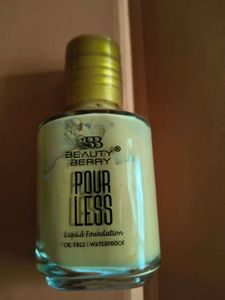 BB
BEAUTY®
BERRY
POUR
LESS
Liquid Foundation
OIL FREE | WATERPROOF